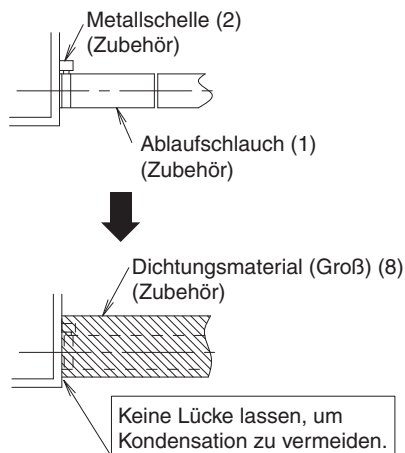 Metallschelle (2)
(Zubehör)
Ablaufschlauch (1)
(Zubehör)
Dichtungsmaterial (Groß) (8)
(Zubehör)
Keine Lücke lassen, um
Kondensation zu vermeiden.